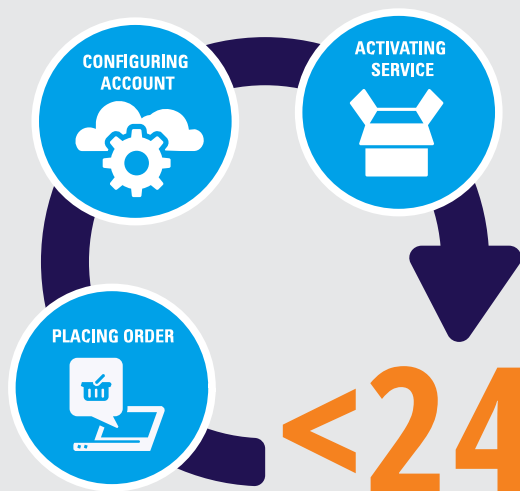 CONFIGURING
ACCOUNT
ACTIVATING
SERVICE
PLACING ORDER
<24